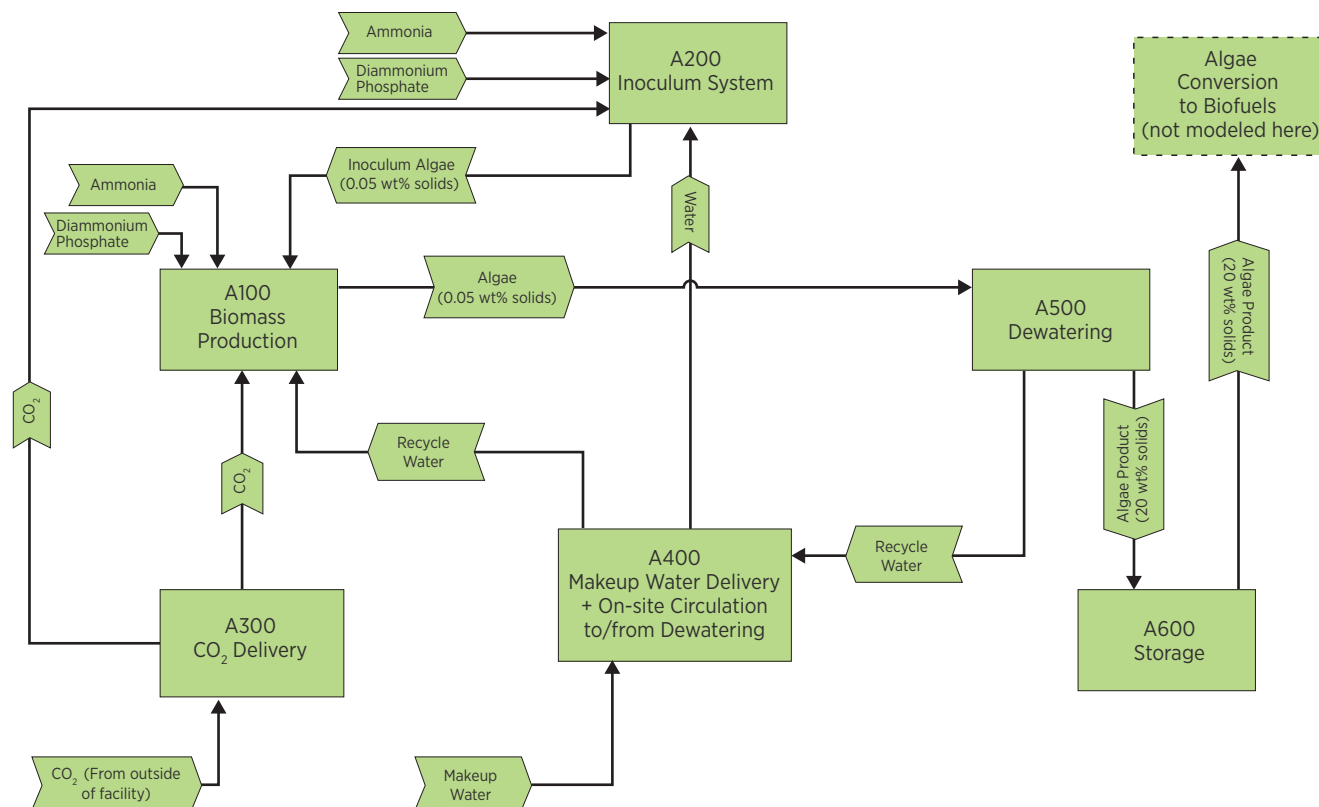 Ammonia
Diammonium
Phosphate
A200
Inoculum System
Algae
Conversion
to Biofuels
(not modeled here)
Inoculum Algae
(0.05 wt% solids)
Ammonia
Diammonium
Phosphate
Water
A100
Biomass
Production
Algae
(0.05 wt% solids)
A500
Dewatering
Algae Product
(20 wt% solids)
CO₂
CO₂
Recycle
Water
Algae Product
(20 wt% solids)
A400
Makeup Water Delivery
+ On-site Circulation
to/from Dewatering
Recycle
Water
A300
CO₂ Delivery
A600
Storage
CO₂ (From outside
of facility)
Makeup
Water